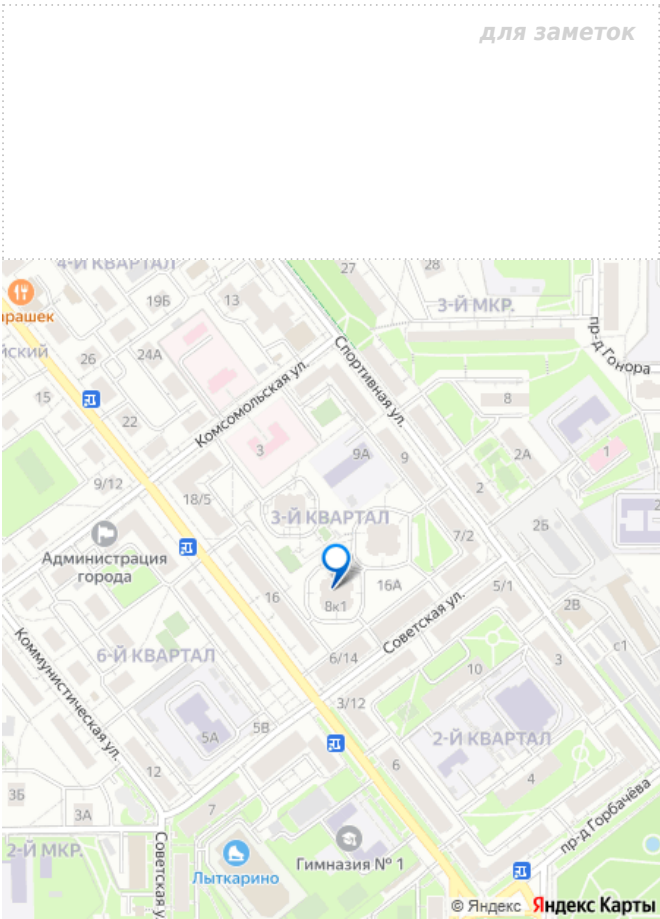 для заметок
4-Й КВАРТАЛ
27
28
19Б
13
3-Й МКР.
арашек
пр-д Гонора
Спортивная ул.
йский
26
24А
15
22
Комсомольская ул.
8
3
9А
9
2А
1
9/12
18/5
2
3-Й КВАРТАЛ
7/2
2Б
2
Администрация
города
16
16А
5/1
8к1
2В
Советская ул.
с1
Коммунистическая ул.
6-Й КВАРТАЛ
6/14
10
3
3/12
5А
5В
2-Й КВАРТАЛ
12
6
4
3Б
3А
7
пр-д Горбачёва
2-Й МКР.
Советская у
Гимназия № 1
Лыткарино
© Яндекс Яндекс Карты